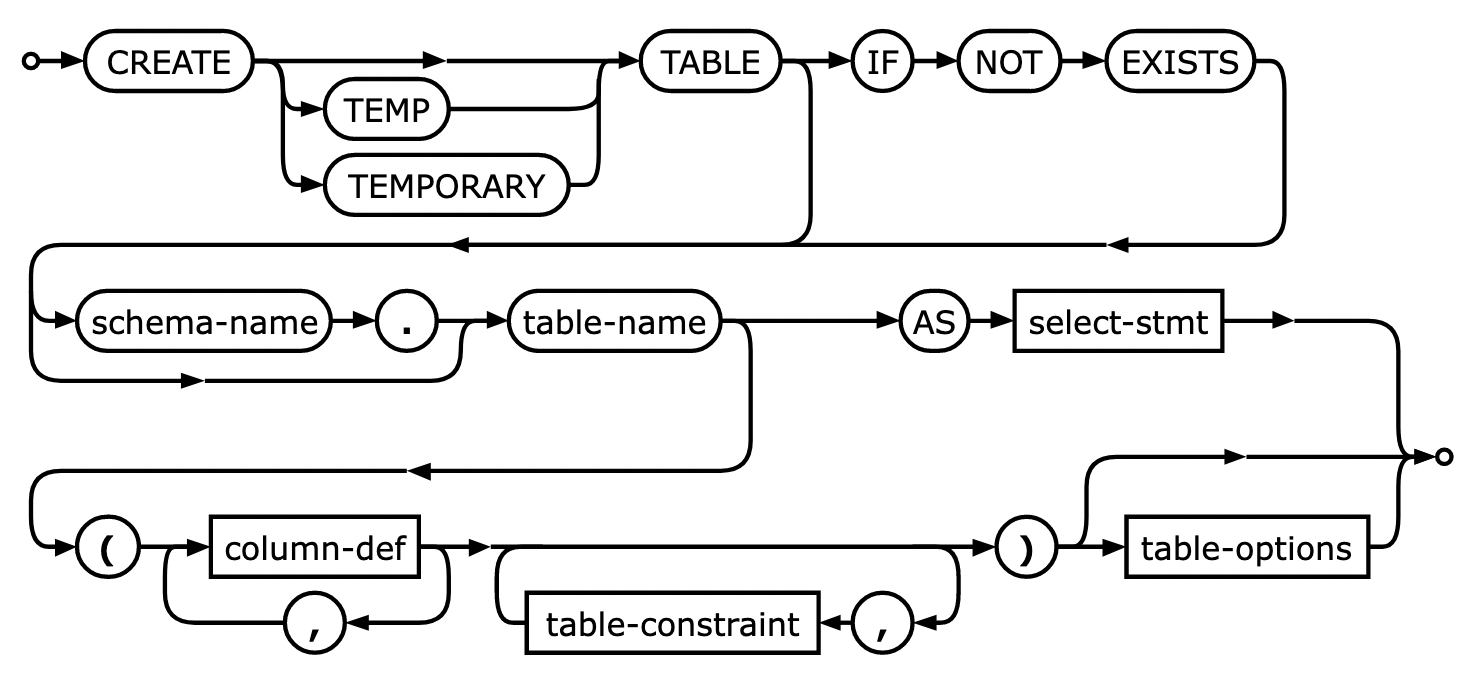 CREATE TABLE IF NOT EXISTS
TEMP
TEMPORARY
schema-name . table-name AS select-stmt
( column-def ) table-options
, table-constraint ,